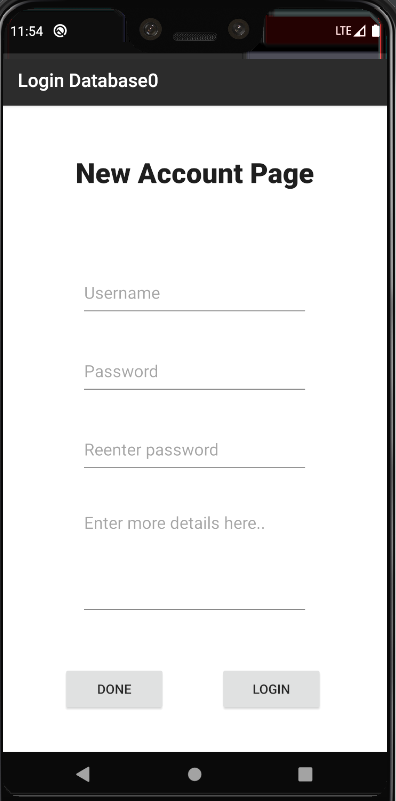 11:54 LTE
Login Database0
New Account Page
Username
Password
Reenter password
Enter more details here..
DONE LOGIN